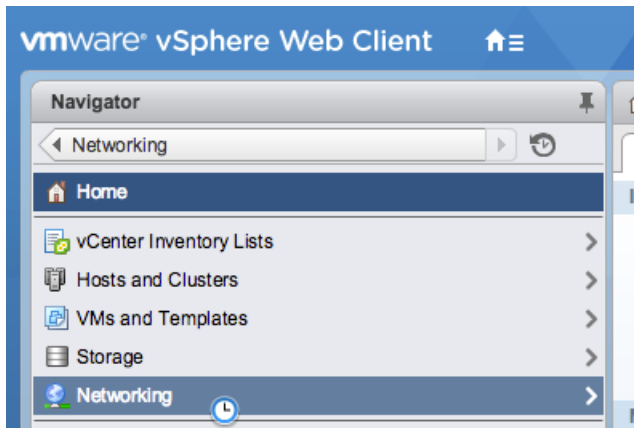 vmware® vSphere Web Client
Navigator
Networking
Home
vCenter Inventory Lists
Hosts and Clusters
VMs and Templates
Storage
Networking